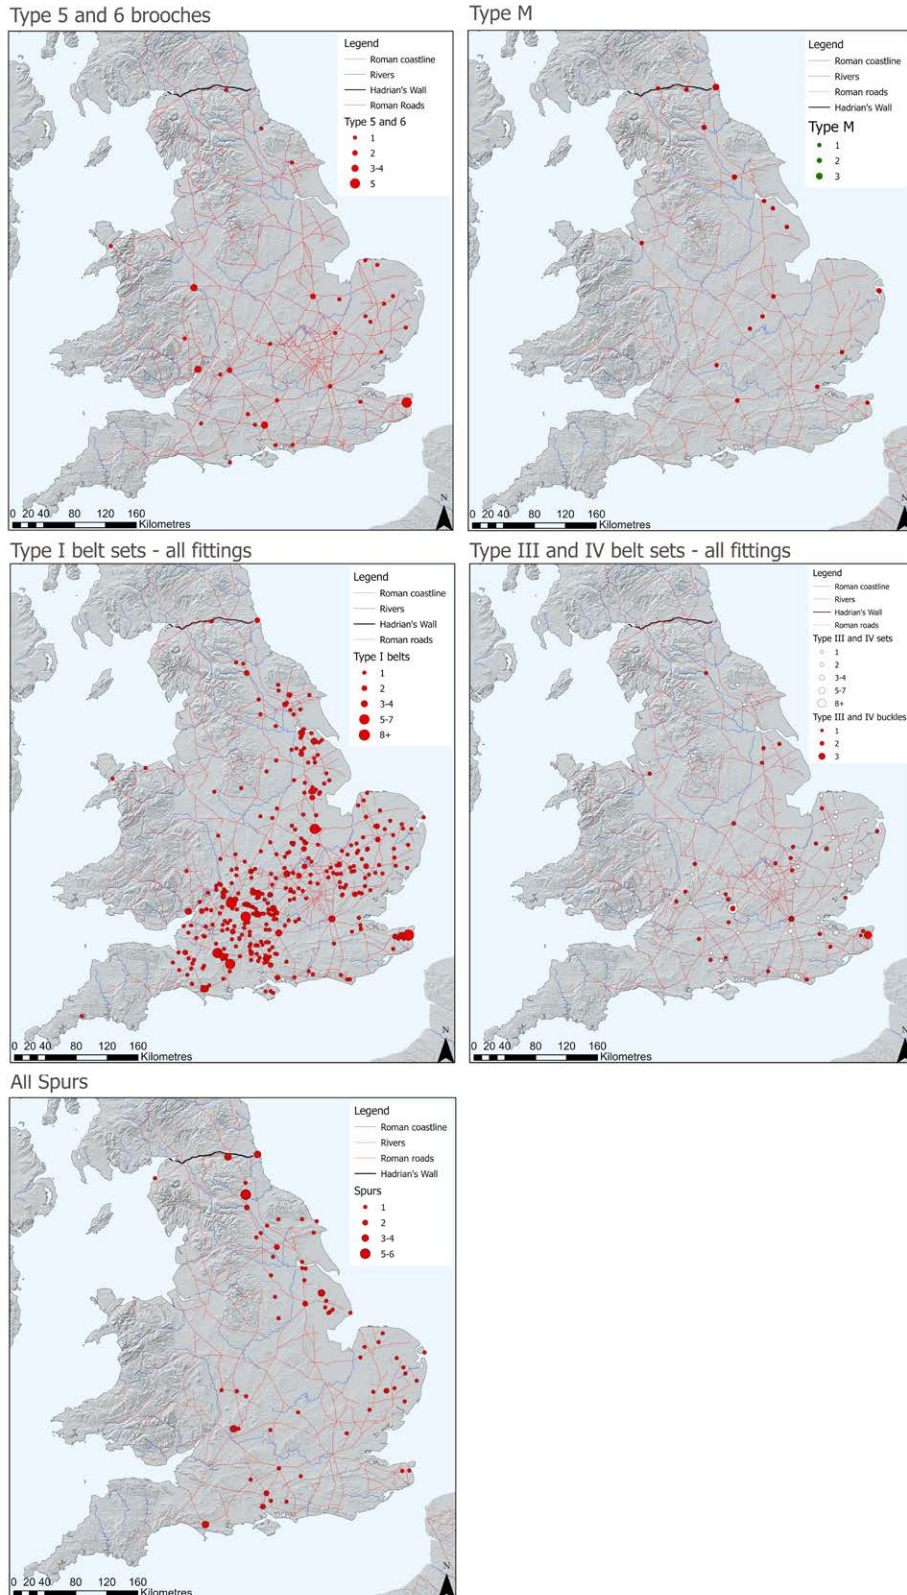 Type 5 and 6 brooches
Legend
Roman coastline
Rivers
Hadrian's Wall
Roman Roads
Type 5 and 6
1
2
3-4
5
N
0 20 40 80 120 160
Kilometres
Type M
Legend
Roman coastline
Rivers
Roman roads
Hadrian's Wall
Type M
1
2
3
N
0 20 40 80 120 160
Kilometres
Type I belt sets - all fittings
Legend
Roman coastline
Rivers
Hadrian's Wall
Roman roads
Type I belts
1
2
3-4
5-7
8+
N
0 20 40 80 120 160
Kilometres
Type III and IV belt sets - all fittings
Legend
Roman coastline
Rivers
Hadrian's Wall
Roman roads
Type III and IV sets
1
2
3-4
5-7
8+
Type III and IV buckles
1
2
3
N
0 20 40 80 120 160
Kilometres
All Spurs
Legend
Roman coastline
Rivers
Roman roads
Hadrian's Wall
Spurs
1
2
3-4
5-6
N
0 20 40 80 120 160
Kilometres